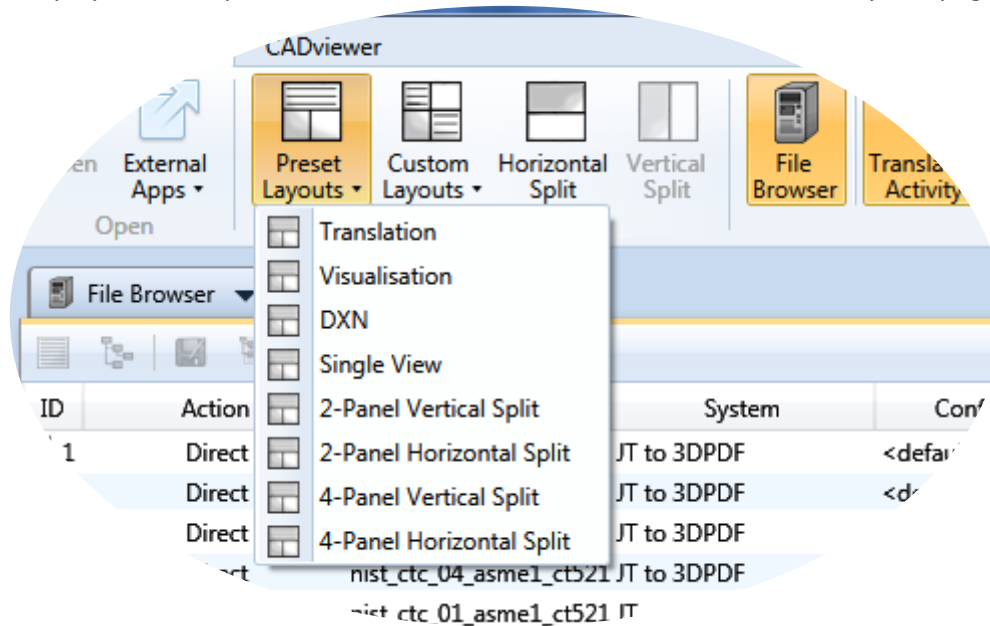 CADviewer
External Apps
Preset Layouts
Custom Layouts
Horizontal Split
Vertical Split
File Browser
Activity
Open
Translation
Visualisation
DXN
Single View
2-Panel Vertical Split
2-Panel Horizontal Split
4-Panel Vertical Split
4-Panel Horizontal Split
File Browser
ID Action System
1 Direct JT to 3DPDF
Direct JT to 3DPDF
Direct JT to 3DPDF
nist_ctc_04_asme1_ct521 JT to 3DPDF
nist_ctc_01_asme1_ct521 JT